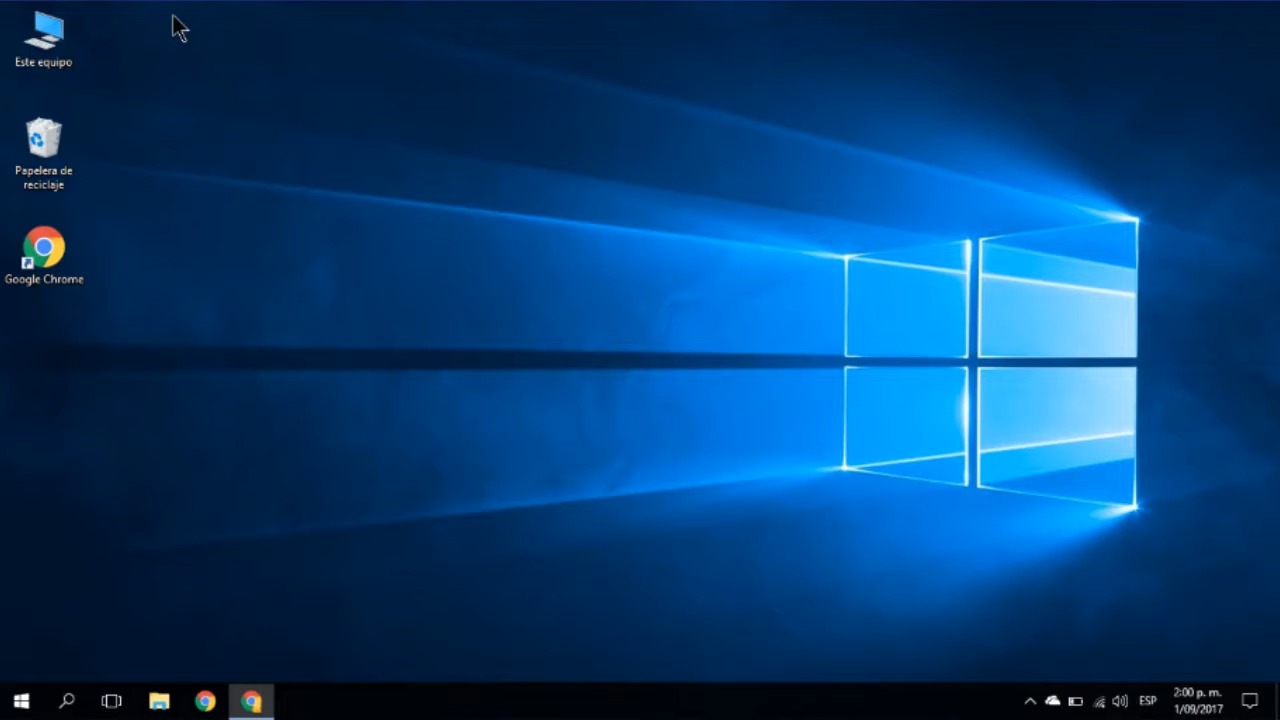 Este equipo
Papelera de
reciclaje
Google Chrome
ESP
2:00 p. m.
1/09/2017